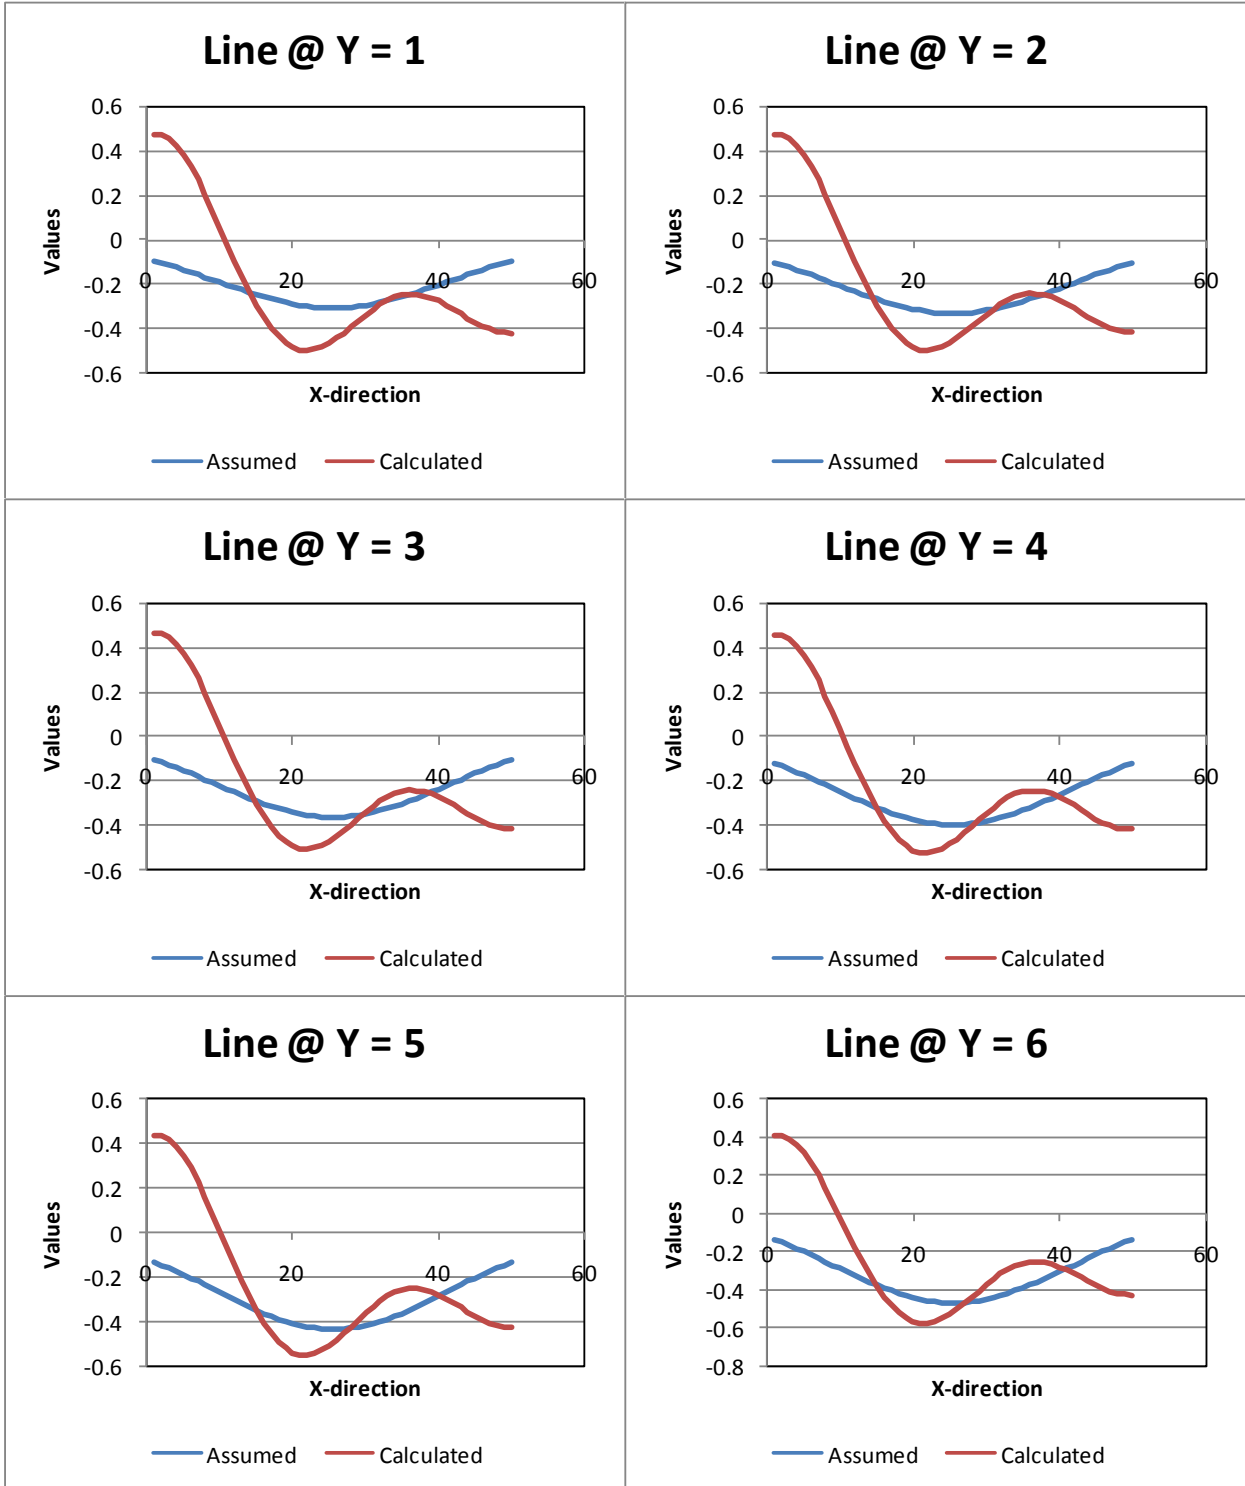 Line @ Y = 1
0.6
0.4
0.2
0
-0.2
-0.4
-0.6
0 20 40 60
Values
X-direction
Assumed Calculated
Line @ Y = 2
0.6
0.4
0.2
0
-0.2
-0.4
-0.6
0 20 40 60
Values
X-direction
Assumed Calculated
Line @ Y = 3
0.6
0.4
0.2
0
-0.2
-0.4
-0.6
0 20 40 60
Values
X-direction
Assumed Calculated
Line @ Y = 4
0.6
0.4
0.2
0
-0.2
-0.4
-0.6
0 20 40 60
Values
X-direction
Assumed Calculated
Line @ Y = 5
0.6
0.4
0.2
0
-0.2
-0.4
-0.6
0 20 40 60
Values
X-direction
Assumed Calculated
Line @ Y = 6
0.6
0.4
0.2
0
-0.2
-0.4
-0.6
-0.8
0 20 40 60
Values
X-direction
Assumed Calculated